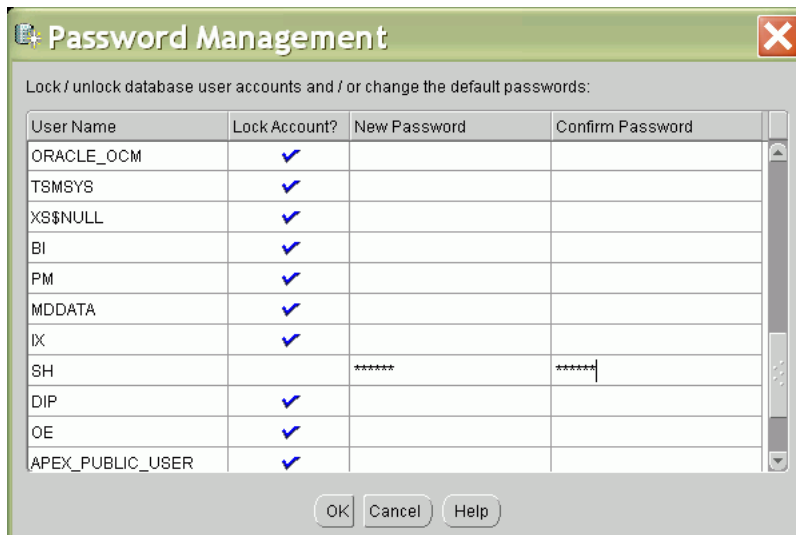 Password Management
Lock / unlock database user accounts and / or change the default passwords:
User Name Lock Account? New Password Confirm Password
ORACLE_OCM
TSMSYS
XS$NULL
BI
PM
MDDATA
IX
SH ****** ******
DIP
OE
APEX_PUBLIC_USER
OK Cancel Help